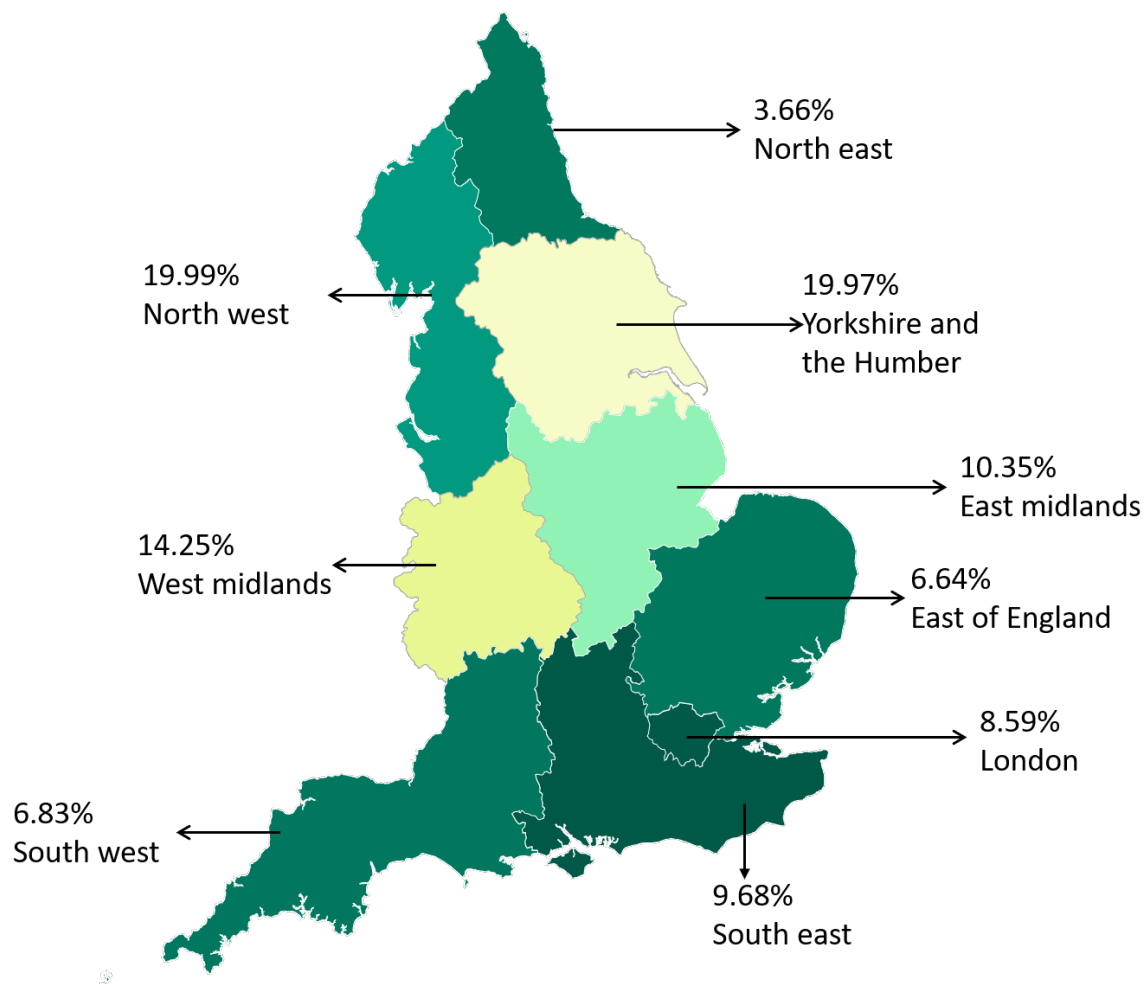 3.66%
North east
19.99%
North west
19.97%
Yorkshire and
the Humber
10.35%
East midlands
14.25%
West midlands
6.64%
East of England
8.59%
London
6.83%
South west
9.68%
South east